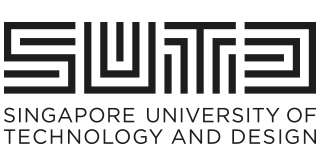 SUTD
SINGAPORE UNIVERSITY OF
TECHNOLOGY AND DESIGN